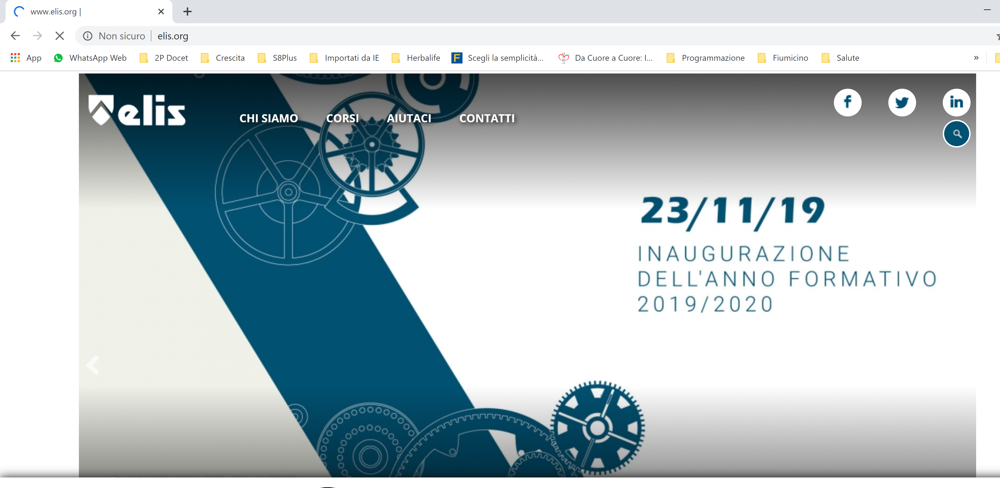 www.elis.org |
Non sicuro | elis.org
App WhatsApp Web 2P Docet Crescita S8Plus Importati da IE Herbalife Scegli la semplicità... Da Cuore a Cuore: I... Programmazione Fiumicino Salute »
elis
CHI SIAMO CORSI AIUTACI CONTATTI
23/11/19
INAUGURAZIONE
DELL'ANNO FORMATIVO
2019/2020